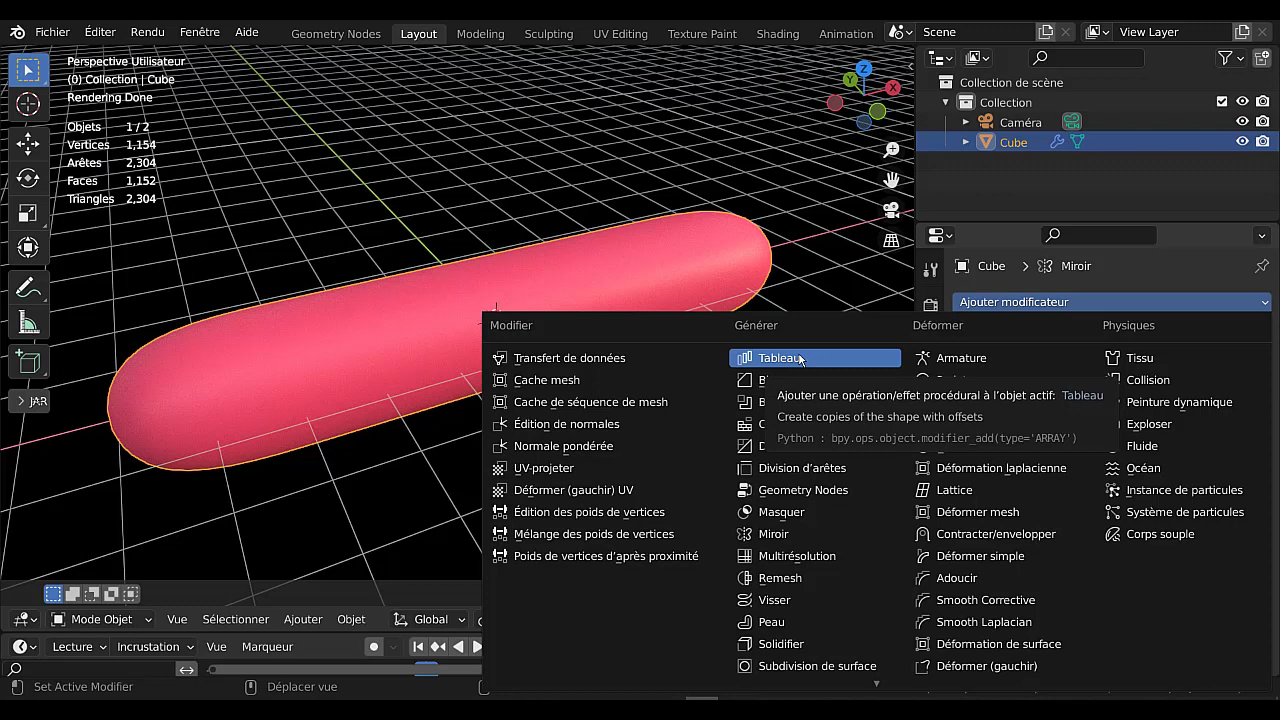 Fichier Éditer Rendu Fenêtre Aide Geometry Nodes Layout Modeling Sculpting UV Editing Texture Paint Shading Animation Scene View Layer
Perspective Utilisateur
(0) Collection | Cube
Rendering Done
Objets 1 / 2
Vertices 1,154
Arêtes 2,304
Faces 1,152
Triangles 2,304
JAR
Z
Y
X
Collection de scène
Collection
Caméra
Cube
Cube > Miroir
Ajouter modificateur
Modifier
Transfert de données
Cache mesh
Cache de séquence de mesh
Édition de normales
Normale pondérée
UV-projeter
Déformer (gauchir) UV
Édition des poids de vertices
Mélange des poids de vertices
Poids de vertices d’après proximité
Générer
Tableau
Division d’arêtes
Geometry Nodes
Masquer
Miroir
Multirésolution
Remesh
Visser
Peau
Solidifier
Subdivision de surface
Ajouter une opération/effet procédural à l’objet actif: Tableau
Create copies of the shape with offsets
Python : bpy.ops.object.modifier_add(type='ARRAY')
Déformer
Armature
Déformation laplacienne
Lattice
Déformer mesh
Contracter/envelopper
Déformer simple
Adoucir
Smooth Corrective
Smooth Laplacian
Déformation de surface
Déformer (gauchir)
Physiques
Tissu
Collision
Peinture dynamique
Exploser
Fluide
Océan
Instance de particules
Système de particules
Corps souple
Mode Objet Vue Sélectionner Ajouter Objet Global
Lecture Incrustation Vue Marqueur
Set Active Modifier Déplacer vue